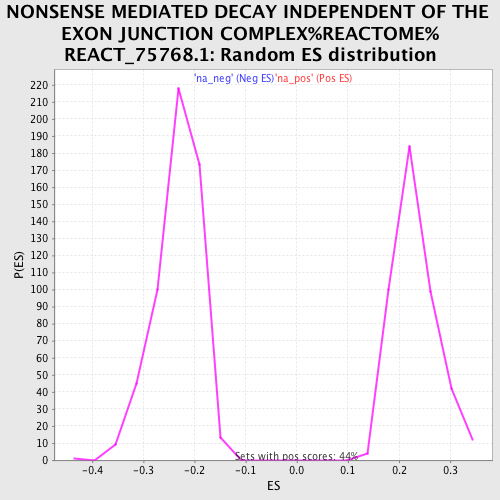 NONSENSE MEDIATED DECAY INDEPENDENT OF THE
EXON JUNCTION COMPLEX%REACTOME%
REACT_75768.1: Random ES distribution
'na_neg' (Neg ES) 'na_pos' (Pos ES)
220
210
200
190
180
170
160
150
140
130
120
110
100
90
80
70
60
50
40
30
20
10
0
P(ES)
Sets with pos scores: 44%
-0.4 -0.3 -0.2 -0.1 0.0 0.1 0.2 0.3
ES